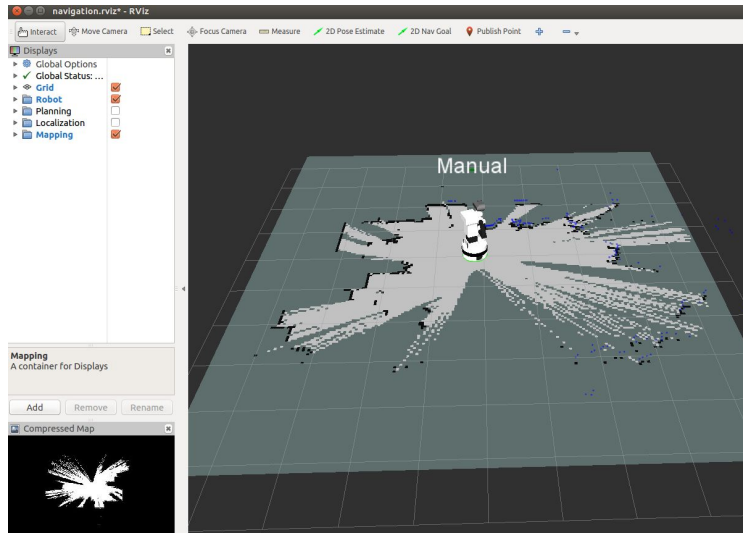 navigation.rviz* - RViz
Interact Move Camera Select Focus Camera Measure 2D Pose Estimate 2D Nav Goal Publish Point
Displays
Global Options
Global Status: ...
Grid
Robot
Planning
Localization
Mapping
Manual
Mapping
A container for Displays
Add Remove Rename
Compressed Map